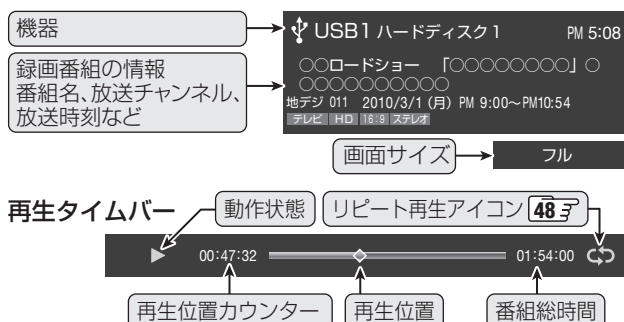 機器
USB1 ハードディスク1 PM 5:08
録画番組の情報
番組名、放送チャンネル、
放送時刻など
○○ロードショー 「○○○○○○○○」○
○○○○○○○○○○
地デジ 011 2010/3/1 (月) PM 9:00~PM10:54
テレビ HD 16:9 ステレオ
画面サイズ フル
再生タイムバー 動作状態 リピート再生アイコン 48
00:47:32 01:54:00
再生位置カウンター 再生位置 番組総時間